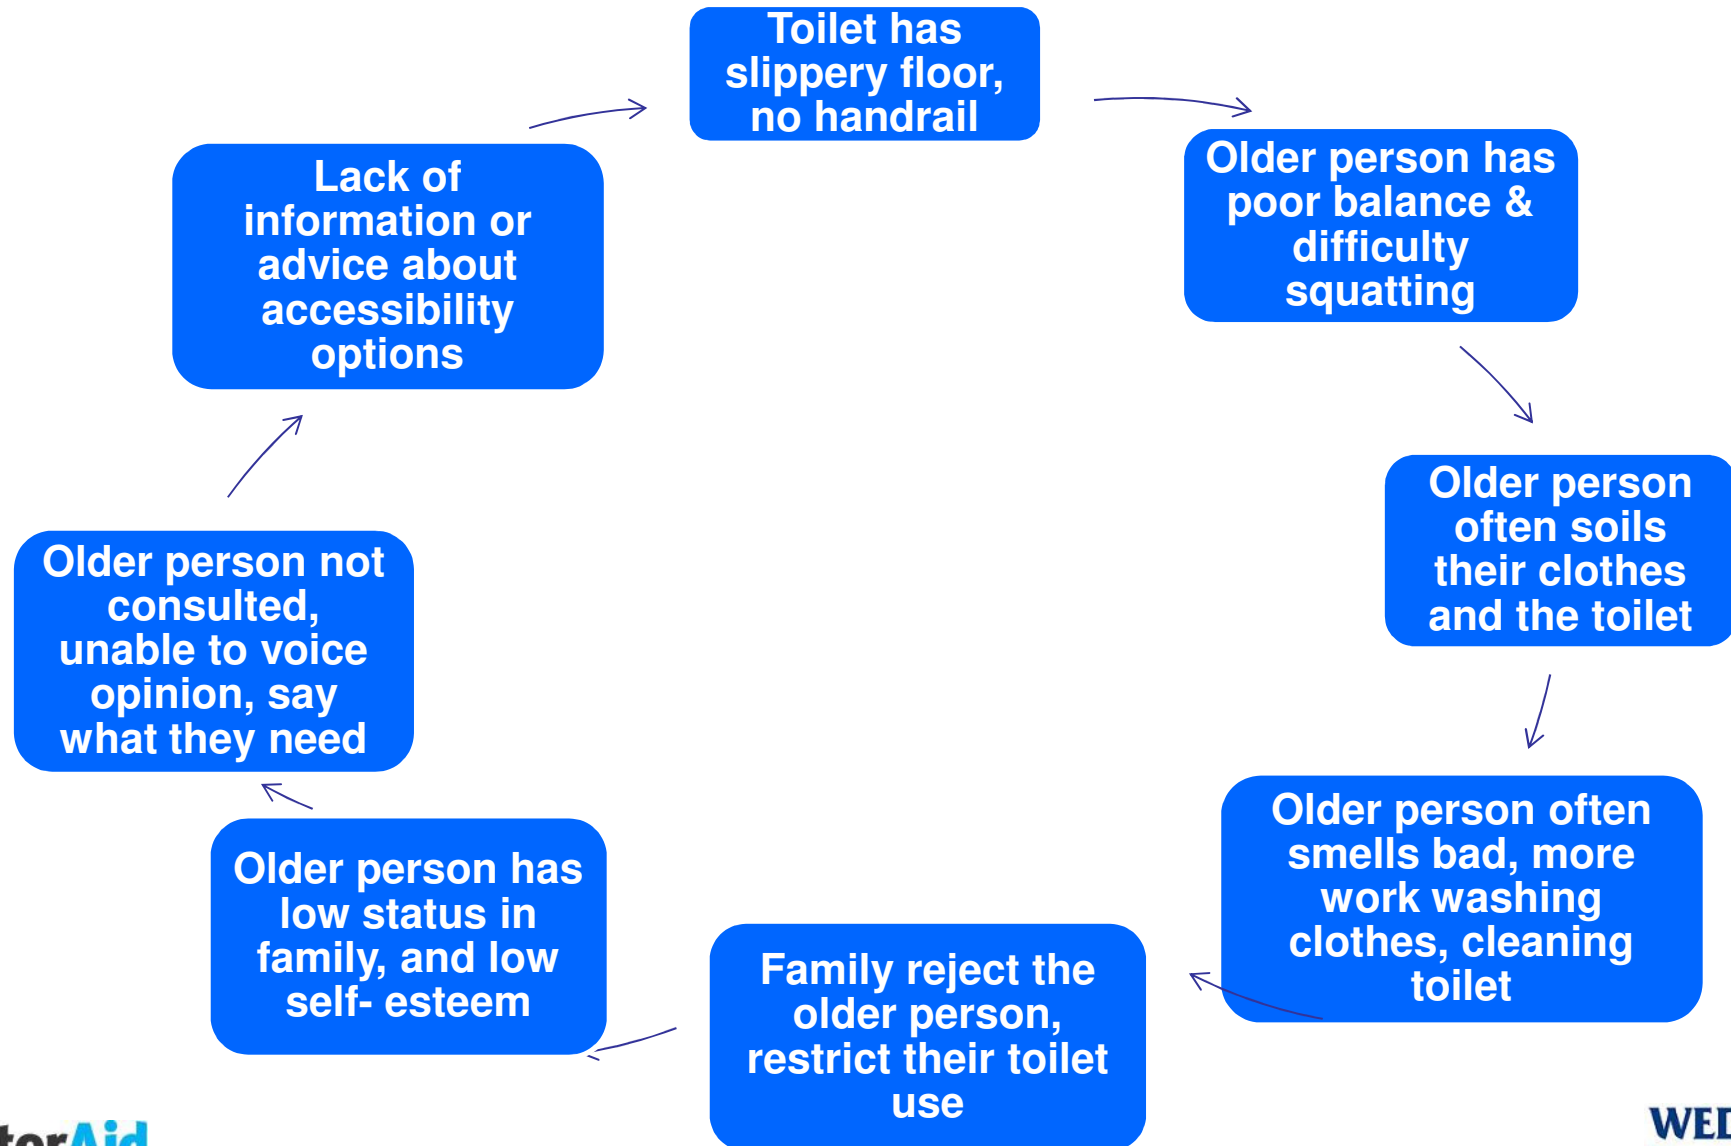 Toilet has
slippery floor,
no handrail
Older person has
poor balance &
difficulty
squatting
Older person
often soils
their clothes
and the toilet
Older person often
smells bad, more
work washing
clothes, cleaning
toilet
Family reject the
older person,
restrict their toilet
use
Older person has
low status in
family, and low
self- esteem
Older person not
consulted,
unable to voice
opinion, say
what they need
Lack of
information or
advice about
accessibility
options
terAid
WED